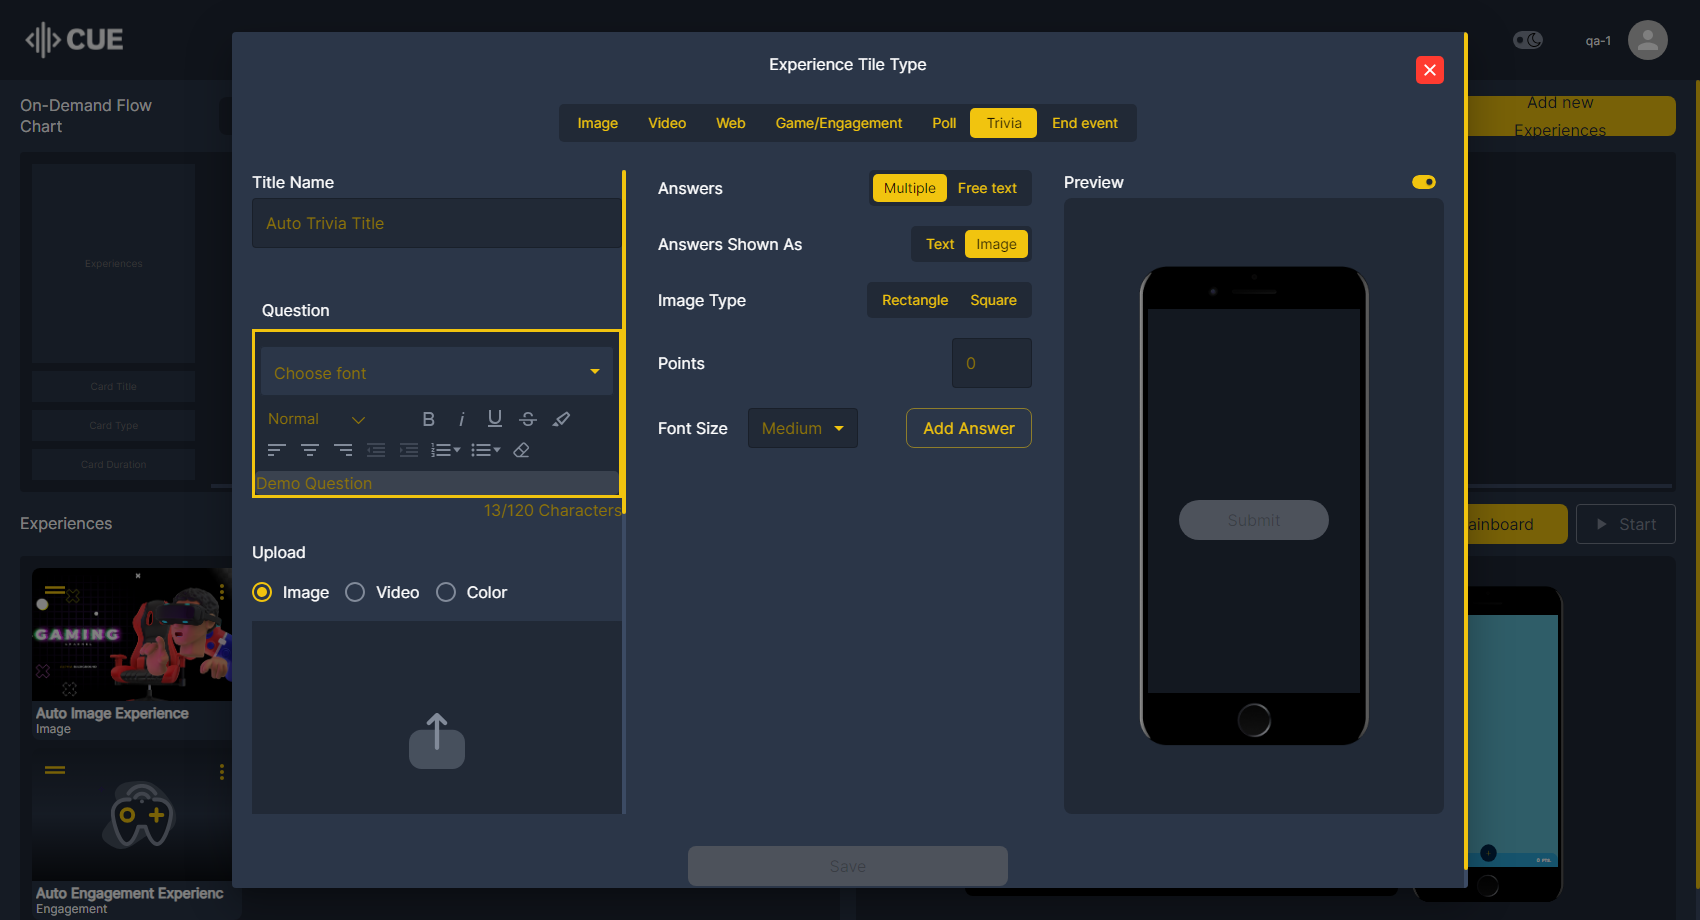 CUE
qa-1
On-Demand Flow
Chart
Add new
Experiences
Experiences
Card Title
Card Type
Card Duration
Experiences
ainboard
Start
GAMING
Auto Image Experience
Image
Auto Engagement Experienc
Engagement
Experience Tile Type
Image
Video
Web
Game/Engagement
Poll
Trivia
End event
Title Name
Auto Trivia Title
Question
Choose font
Normal
B
i
U
S
Demo Question
13/120 Characters
Upload
Image
Video
Color
Answers
Multiple
Free text
Answers Shown As
Text
Image
Image Type
Rectangle
Square
Points
0
Font Size
Medium
Add Answer
Preview
Submit
Save